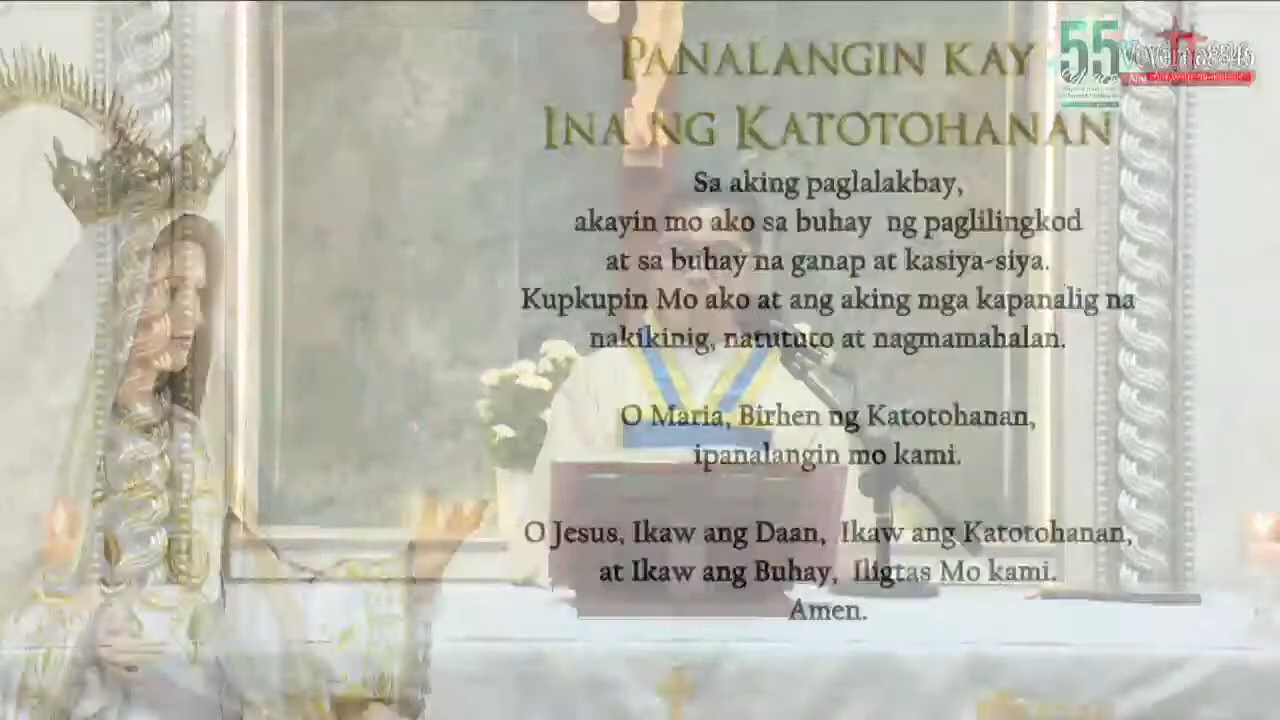 PANALANGIN KAY
INA NG KATOTOHANAN
Sa aking paglalakbay,
akayin mo ako sa buhay ng paglilingkod
at sa buhay na ganap at kasiya-siya.
Kupkupin Mo ako at ang aking mga kapanalig na
nakikinig, natututo at nagmamahalan.
O Maria, Birhen ng Katotohanan,
ipanalangin mo kami.
O Jesus, Ikaw ang Daan, Ikaw ang Katotohanan,
at Ikaw ang Buhay, Iligtas Mo kami.
Amen.
55